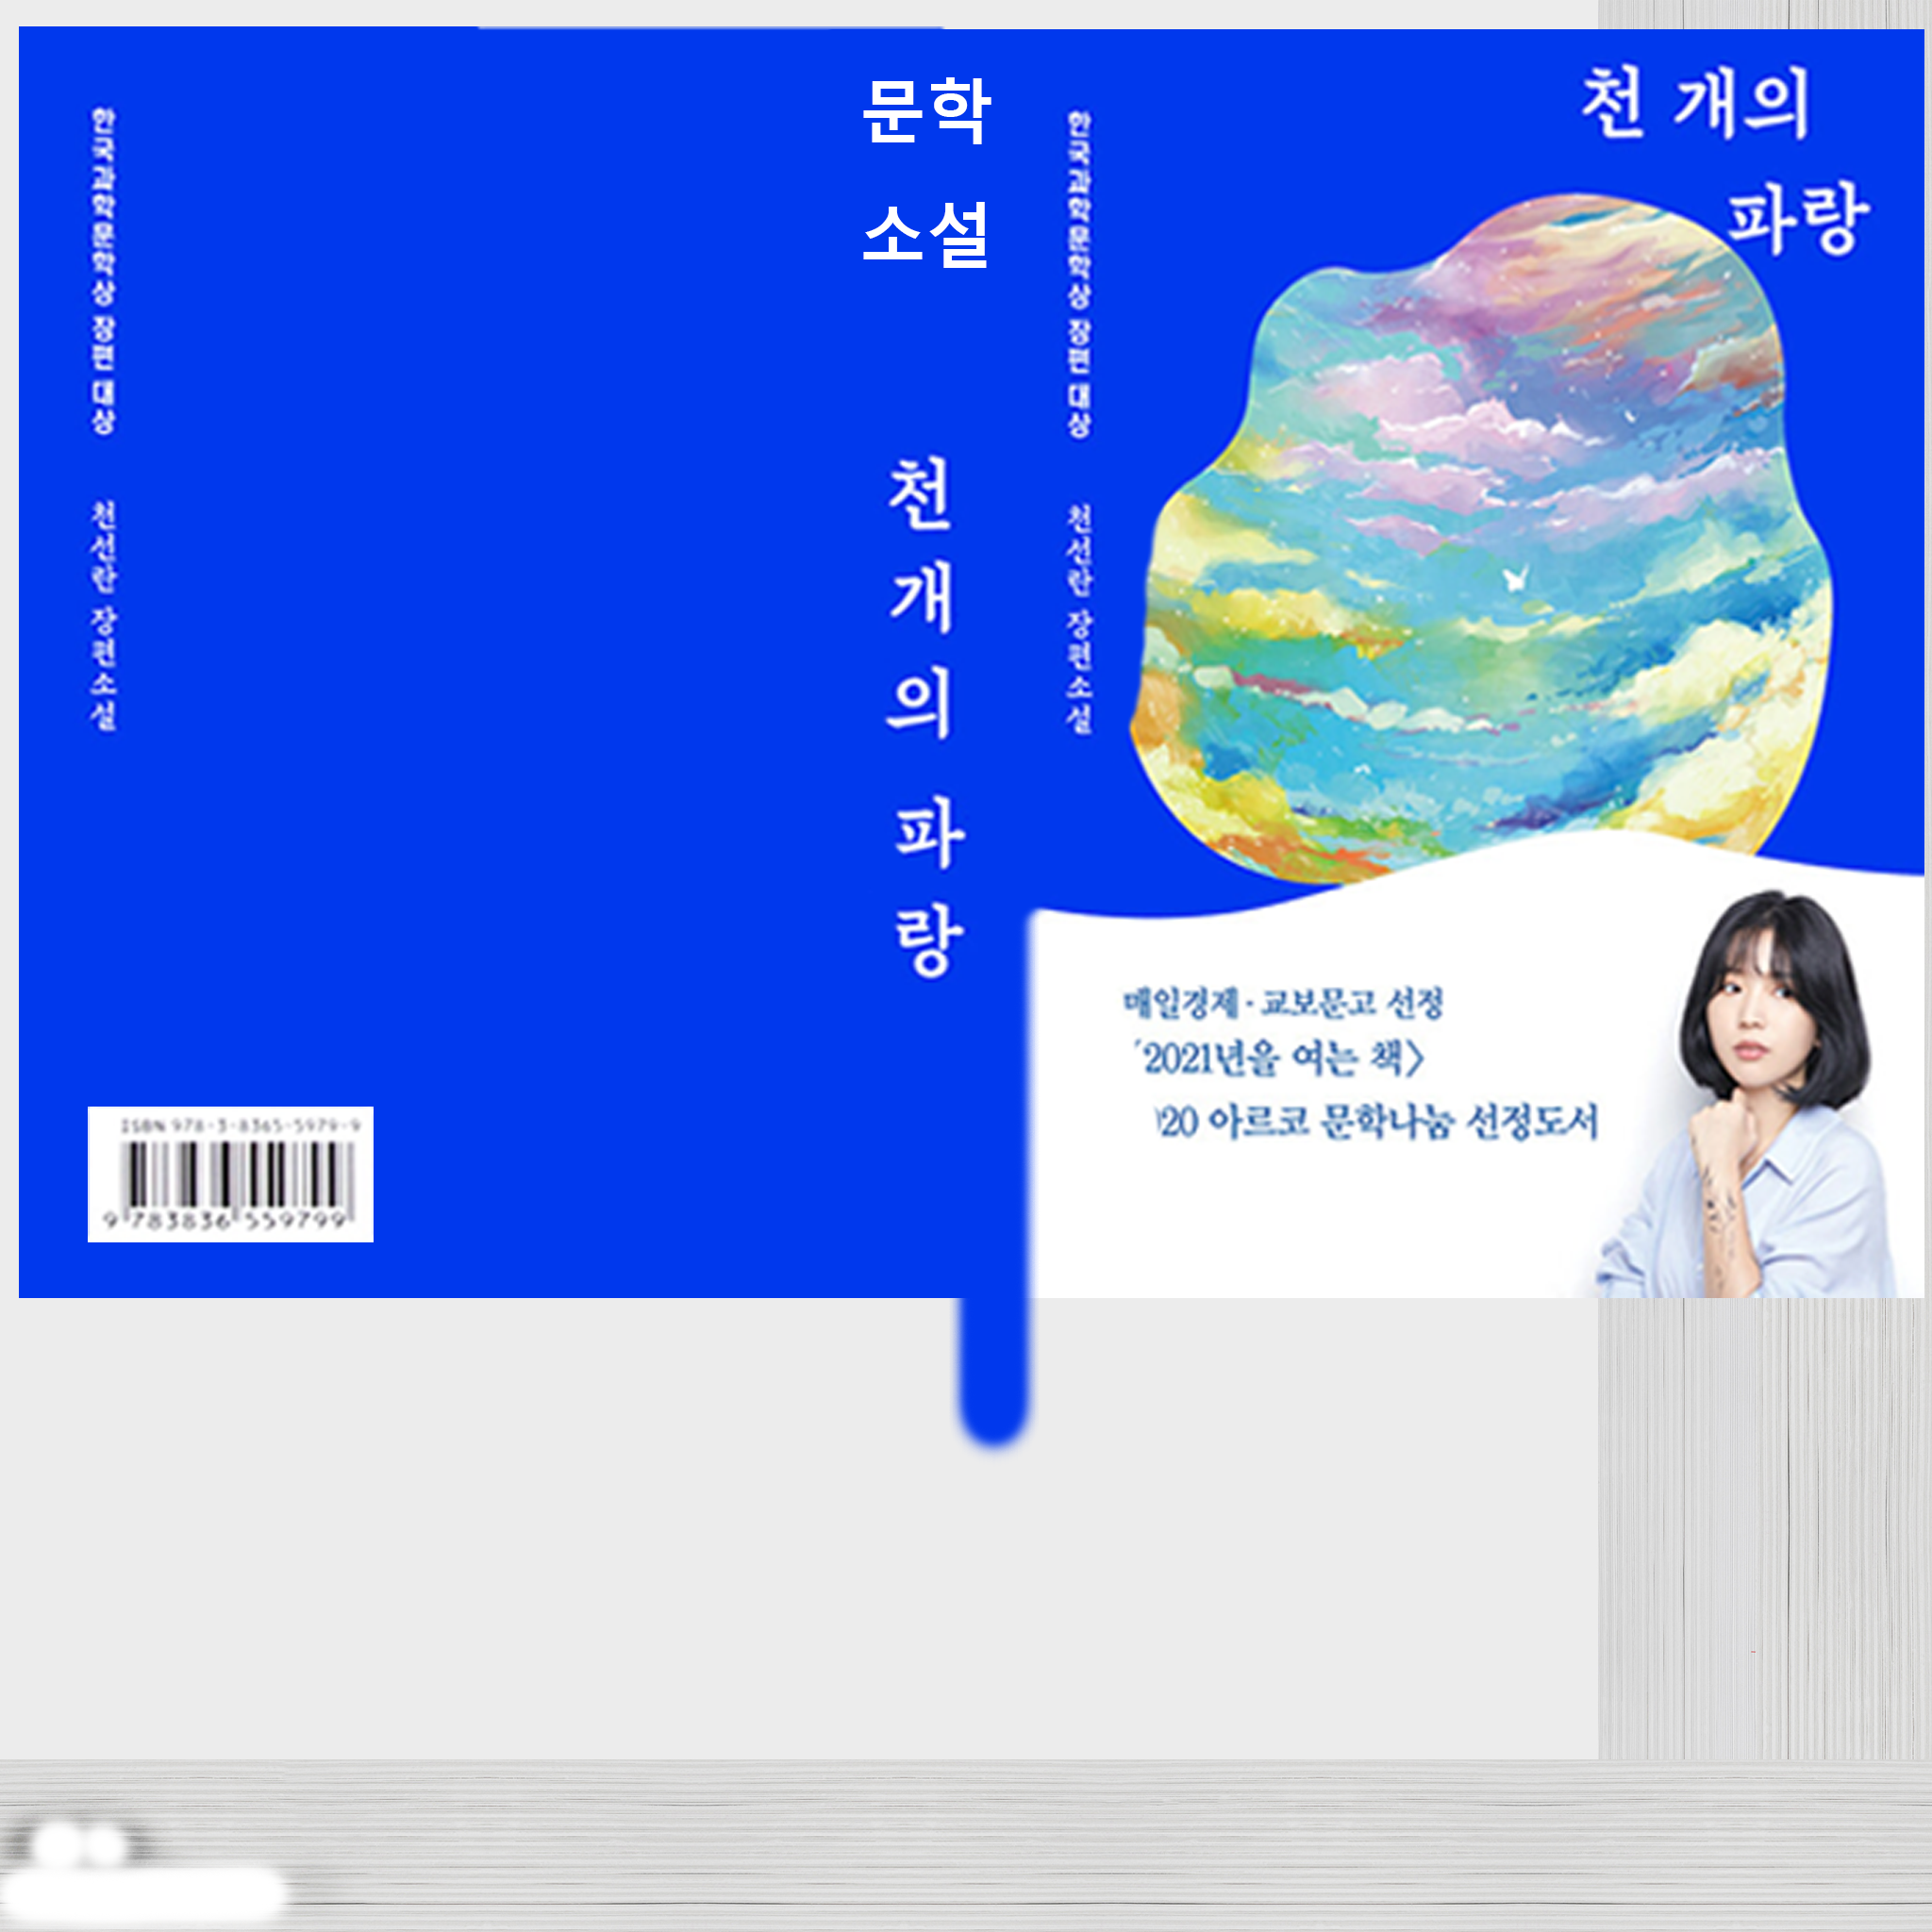 한국과학문학상 장편 대상
천선란 장편소설
ISBN 978-3-8365-5979-9
9 783836 559799
문학
소설
천개의파랑
한국과학문학상 장편 대상
천선란 장편소설
천 개의
파랑
매일경제·교보문고 선정
2021년을 여는 책〉
20 아르코 문학나눔 선정도서